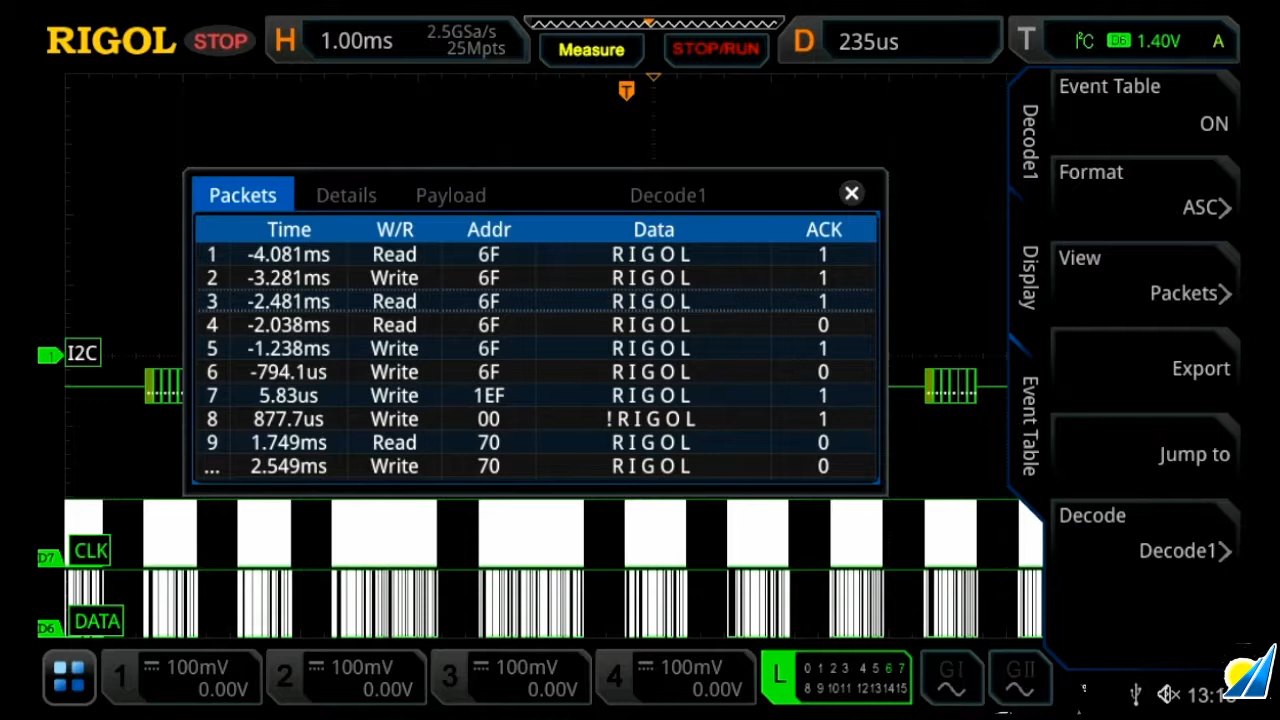 RIGOL STOP H 1.00ms 2.5GSa/s 25Mpts Measure STOP/RUN D 235us T I²C D6 1.40V A
T
Event Table
ON
Format
ASC
View
Packets
Export
Jump to
Decode
Decode1
Decode1
Display
Event Table
Packets Details Payload Decode1
Time W/R Addr Data ACK
1 -4.081ms Read 6F R I G O L 1
2 -3.281ms Write 6F R I G O L 1
3 -2.481ms Read 6F R I G O L 1
4 -2.038ms Read 6F R I G O L 0
5 -1.238ms Write 6F R I G O L 1
6 -794.1us Write 6F R I G O L 0
7 5.83us Write 1EF R I G O L 1
8 877.7us Write 00 ! R I G O L 1
9 1.749ms Read 70 R I G O L 0
... 2.549ms Write 70 R I G O L 0
1 I2C
D7 CLK
D6 DATA
1 100mV 0.00V
2 100mV 0.00V
3 100mV 0.00V
4 100mV 0.00V
L 0 1 2 3 4 5 6 7
8 9 10 11 12 13 14 15
GI GII